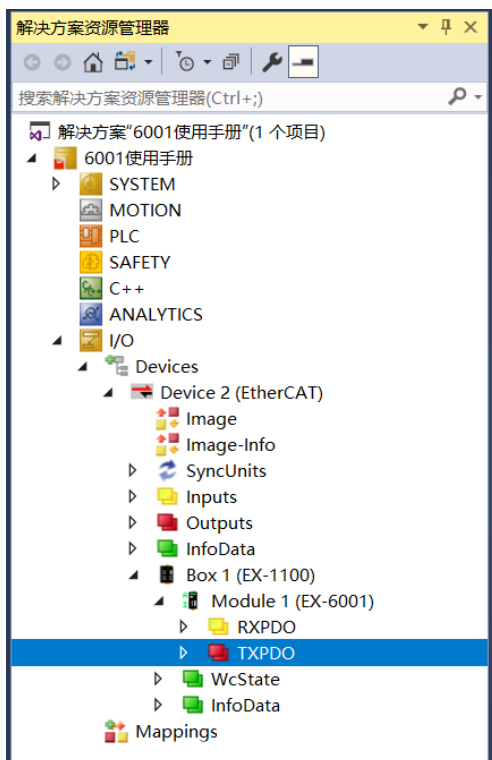 解决方案资源管理器
搜索解决方案资源管理器(Ctrl+;)
解决方案"6001使用手册"(1 个项目)
6001使用手册
SYSTEM
MOTION
PLC
SAFETY
C++
ANALYTICS
I/O
Devices
Device 2 (EtherCAT)
Image
Image-Info
SyncUnits
Inputs
Outputs
InfoData
Box 1 (EX-1100)
Module 1 (EX-6001)
RXPDO
TXPDO
WcState
InfoData
Mappings